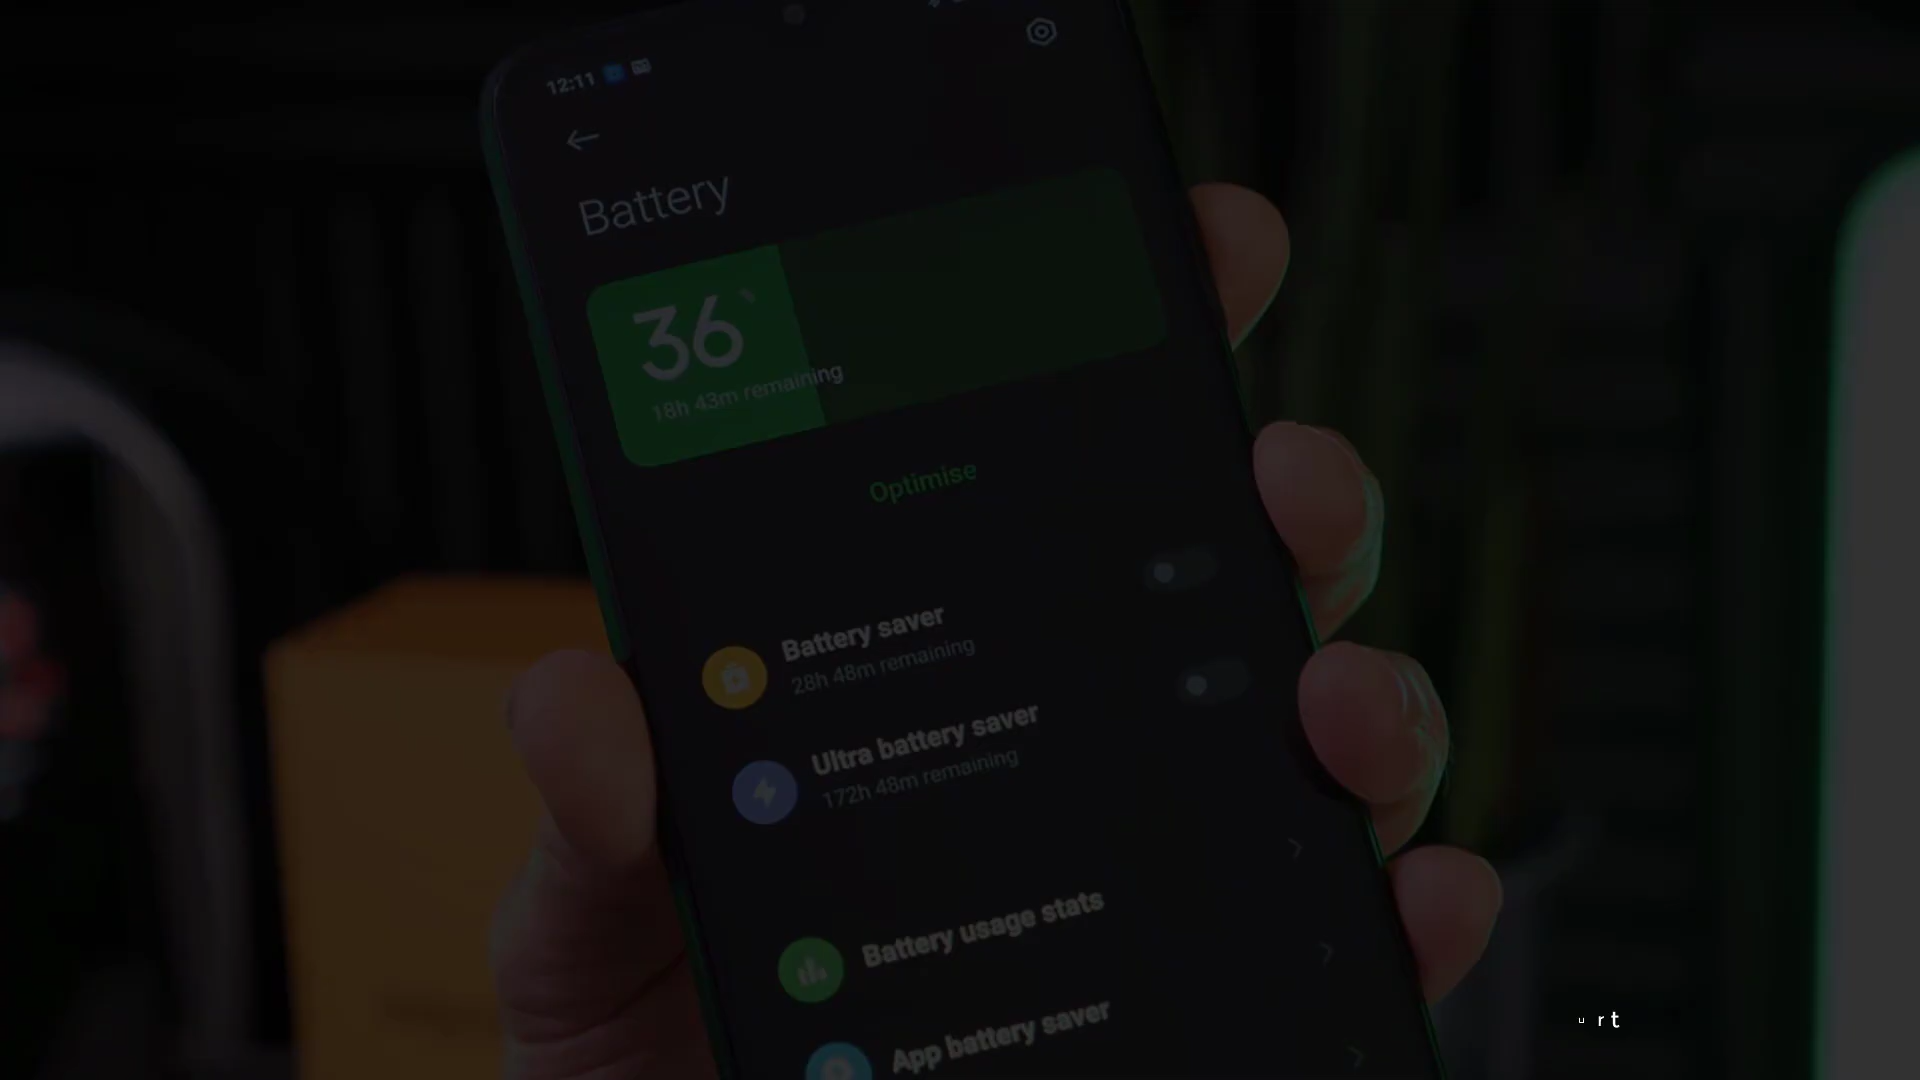 12:11
Battery
36%
18h 43m remaining
Optimise
Battery saver
28h 48m remaining
Ultra battery saver
172h 48m remaining
Battery usage stats
App battery saver